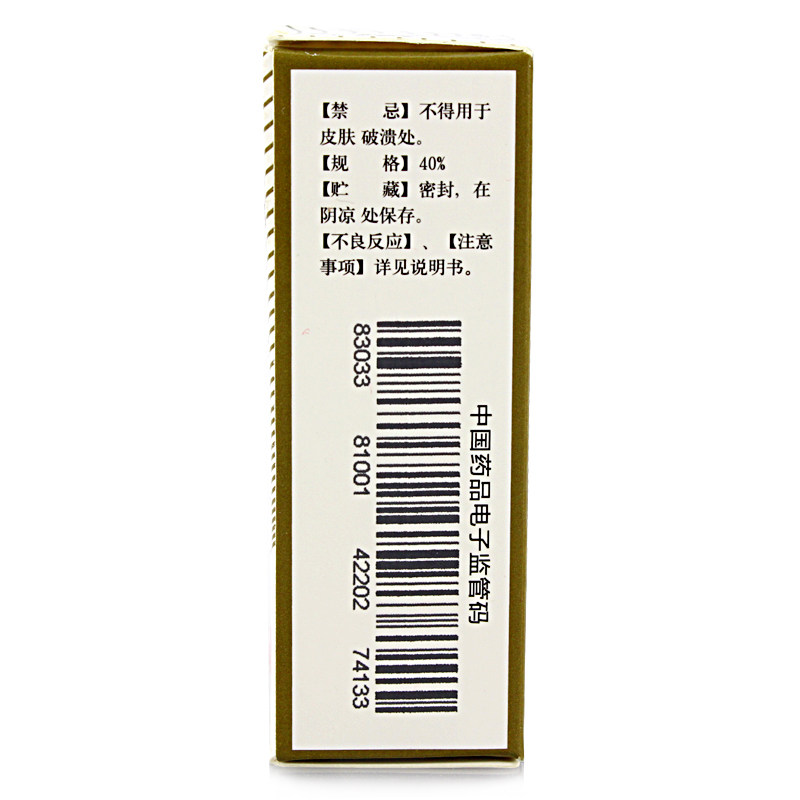 【禁　　忌】不得用于
皮肤 破溃处。
【规　　格】40%
【贮　　藏】密封，在
阴凉 处保存。
【不良反应】、【注意
事项】详见说明书。
中国药品电子监管码
83033 81001 42202 74133